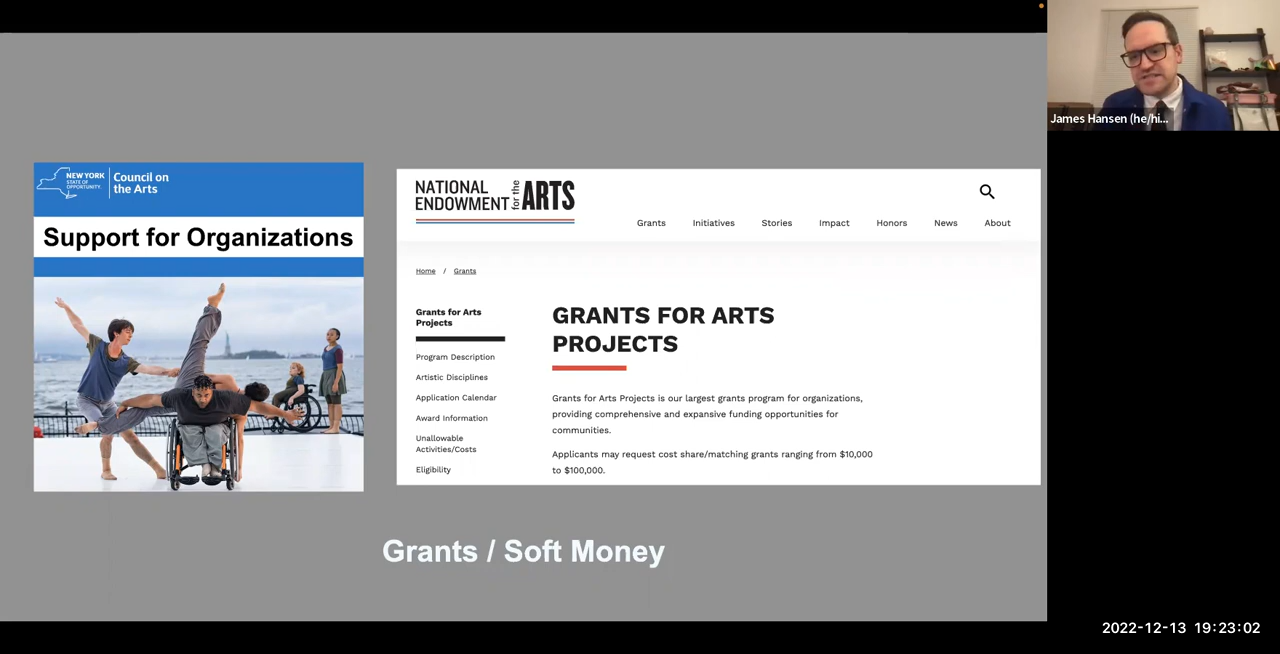 James Hansen (he/hi...
NEW YORK
STATE OF
OPPORTUNITY.
Council on
the Arts
Support for Organizations
NATIONAL
ENDOWMENT for the ARTS
Grants Initiatives Stories Impact Honors News About
Home / Grants
Grants for Arts
Projects
Program Description
Artistic Disciplines
Application Calendar
Award Information
Unallowable
Activities/Costs
Eligibility
GRANTS FOR ARTS
PROJECTS
Grants for Arts Projects is our largest grants program for organizations,
providing comprehensive and expansive funding opportunities for
communities.
Applicants may request cost share/matching grants ranging from $10,000
to $100,000.
Grants / Soft Money
2022-12-13 19:23:02